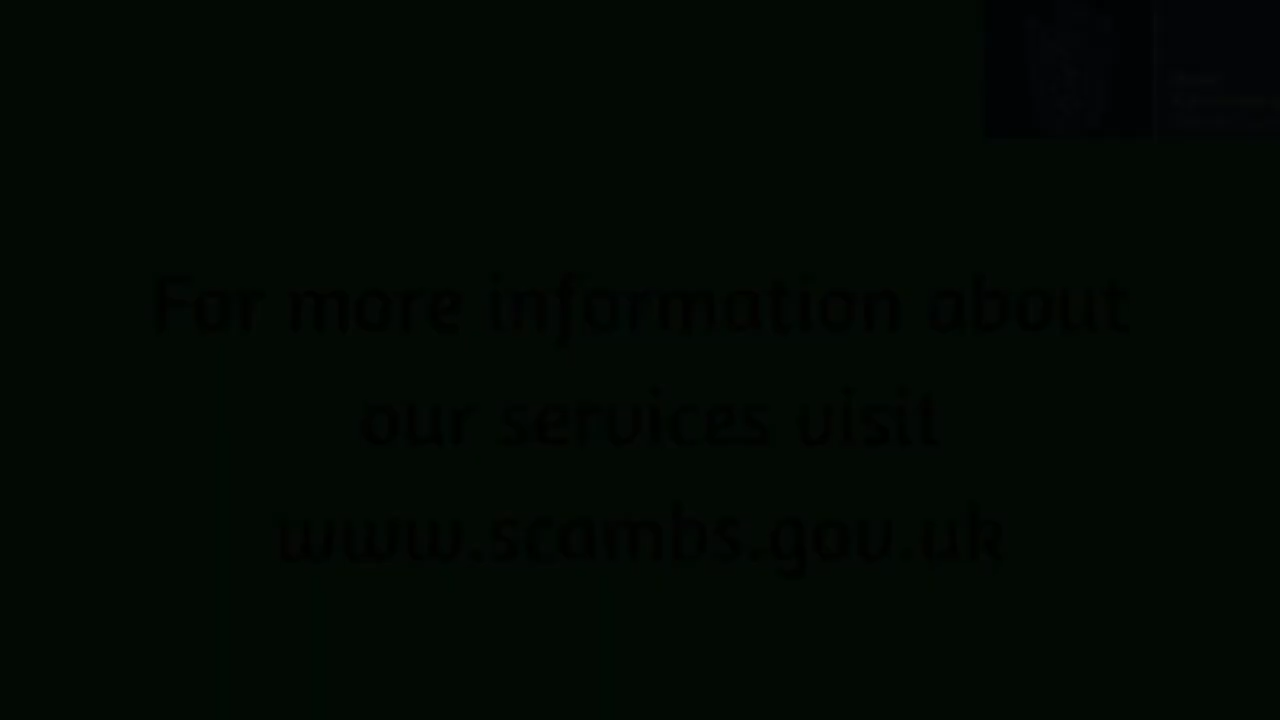 For more information about
our services visit
www.scambs.gov.uk